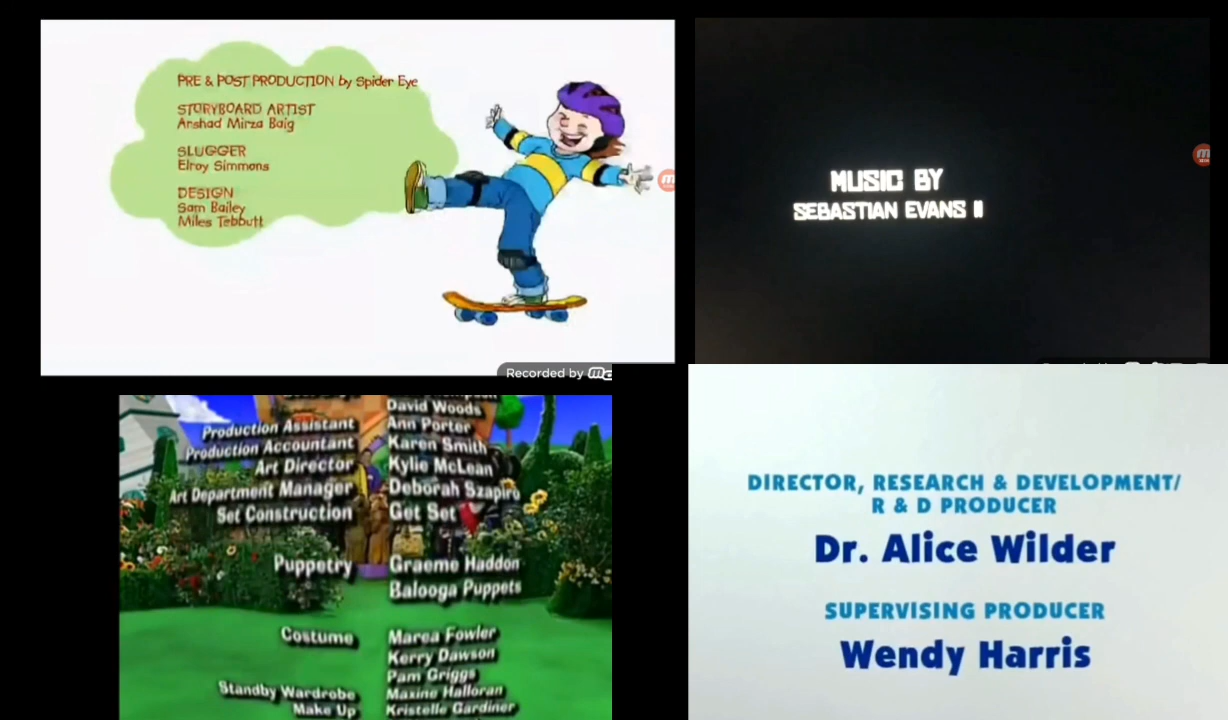 PRE & POST PRODUCTION by Spider Eye
STORYBOARD ARTIST
Arshad Mirza Baig
SLUGGER
Elroy Simmons
DESIGN
Sam Bailey
Miles Tebbutt
Recorded by
MUSIC BY
SEBASTIAN EVANS II
David Woods
Production Assistant Ann Porter
Production Accountant Karen Smith
Art Director Kylie McLean
Art Department Manager Deborah Szapiro
Set Construction Get Set
Puppetry Graeme Haddon
Balooga Puppets
Costume Marea Fowler
Kerry Dawson
Pam Griggs
Standby Wardrobe Maxine Halloran
Make Up Kristelle Gardiner
DIRECTOR, RESEARCH & DEVELOPMENT/
R & D PRODUCER
Dr. Alice Wilder
SUPERVISING PRODUCER
Wendy Harris